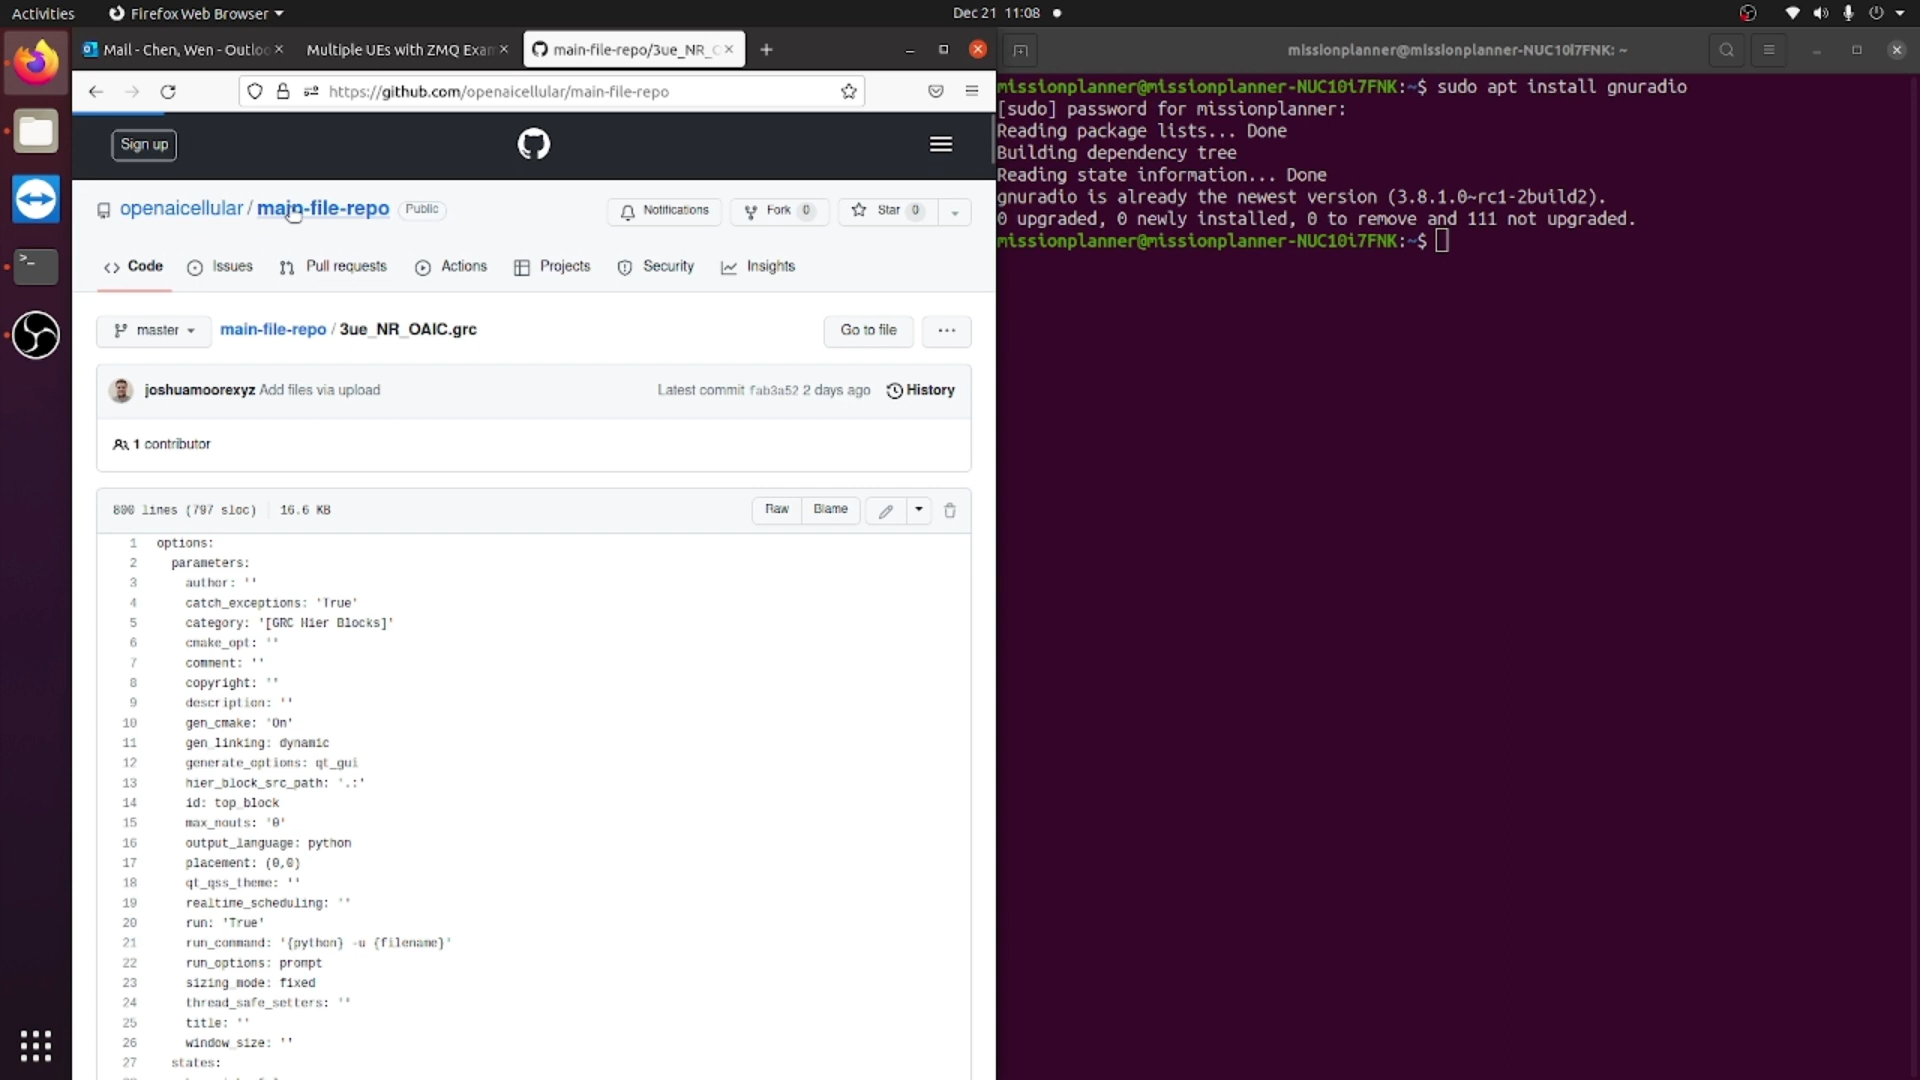 Activities
Firefox Web Browser
Dec 21 11:08
Mail - Chen, Wen - Outloo
Multiple UEs with ZMQ Exam
main-file-repo/3ue_NR_O
missionplanner@missionplanner-NUC10i7FNK: ~
https://github.com/openaicellular/main-file-repo
Sign up
openaicellular / main-file-repo Public
Notifications
Fork 0
Star 0
Code
Issues
Pull requests
Actions
Projects
Security
Insights
master
main-file-repo / 3ue_NR_OAIC.grc
Go to file
joshuamoorexyz Add files via upload
Latest commit fab3a52 2 days ago
History
1 contributor
800 lines (797 sloc) 16.6 KB
Raw
Blame
1 options:
2 parameters:
3 author: ''
4 catch_exceptions: 'True'
5 category: '[GRC Hier Blocks]'
6 cmake_opt: ''
7 comment: ''
8 copyright: ''
9 description: ''
10 gen_cmake: 'On'
11 gen_linking: dynamic
12 generate_options: qt_gui
13 hier_block_src_path: '.:'
14 id: top_block
15 max_nouts: '0'
16 output_language: python
17 placement: (0,0)
18 qt_qss_theme: ''
19 realtime_scheduling: ''
20 run: 'True'
21 run_command: '{python} -u {filename}'
22 run_options: prompt
23 sizing_mode: fixed
24 thread_safe_setters: ''
25 title: ''
26 window_size: ''
27 states:
missionplanner@missionplanner-NUC10i7FNK:~$ sudo apt install gnuradio
[sudo] password for missionplanner:
Reading package lists... Done
Building dependency tree
Reading state information... Done
gnuradio is already the newest version (3.8.1.0~rc1-2build2).
0 upgraded, 0 newly installed, 0 to remove and 111 not upgraded.
missionplanner@missionplanner-NUC10i7FNK:~$